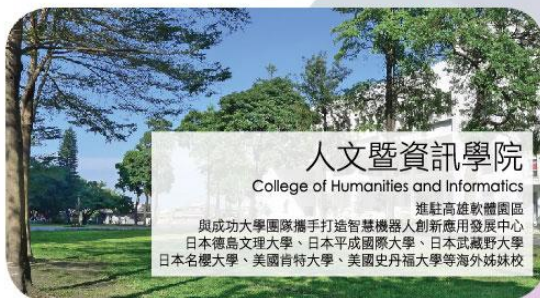 人文暨資訊學院
College of Humanities and Informatics
進駐高雄軟體園區
與成功大學團隊攜手打造智慧機器人創新應用發展中心
日本德島文理大學、日本平成國際大學、日本武藏野大學
日本名櫻大學、美國肯特大學、美國史丹福大學等海外姊妹校